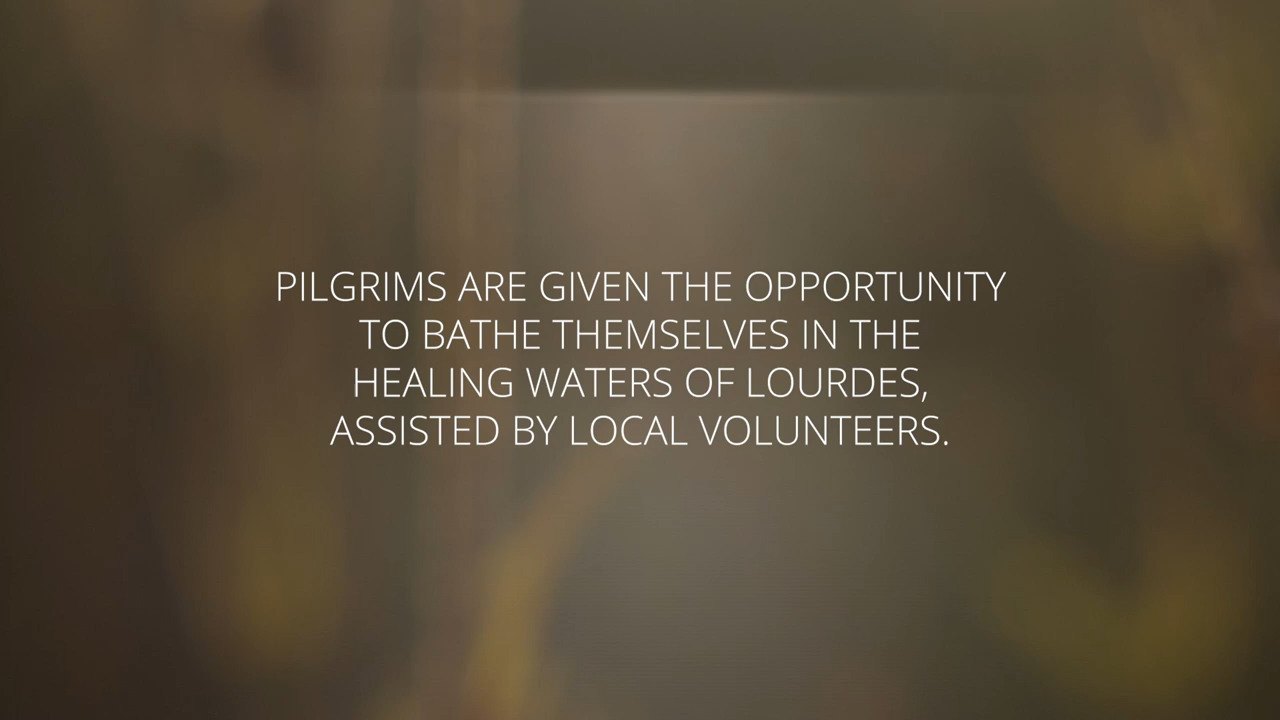 PILGRIMS ARE GIVEN THE OPPORTUNITY
TO BATHE THEMSELVES IN THE
HEALING WATERS OF LOURDES,
ASSISTED BY LOCAL VOLUNTEERS.